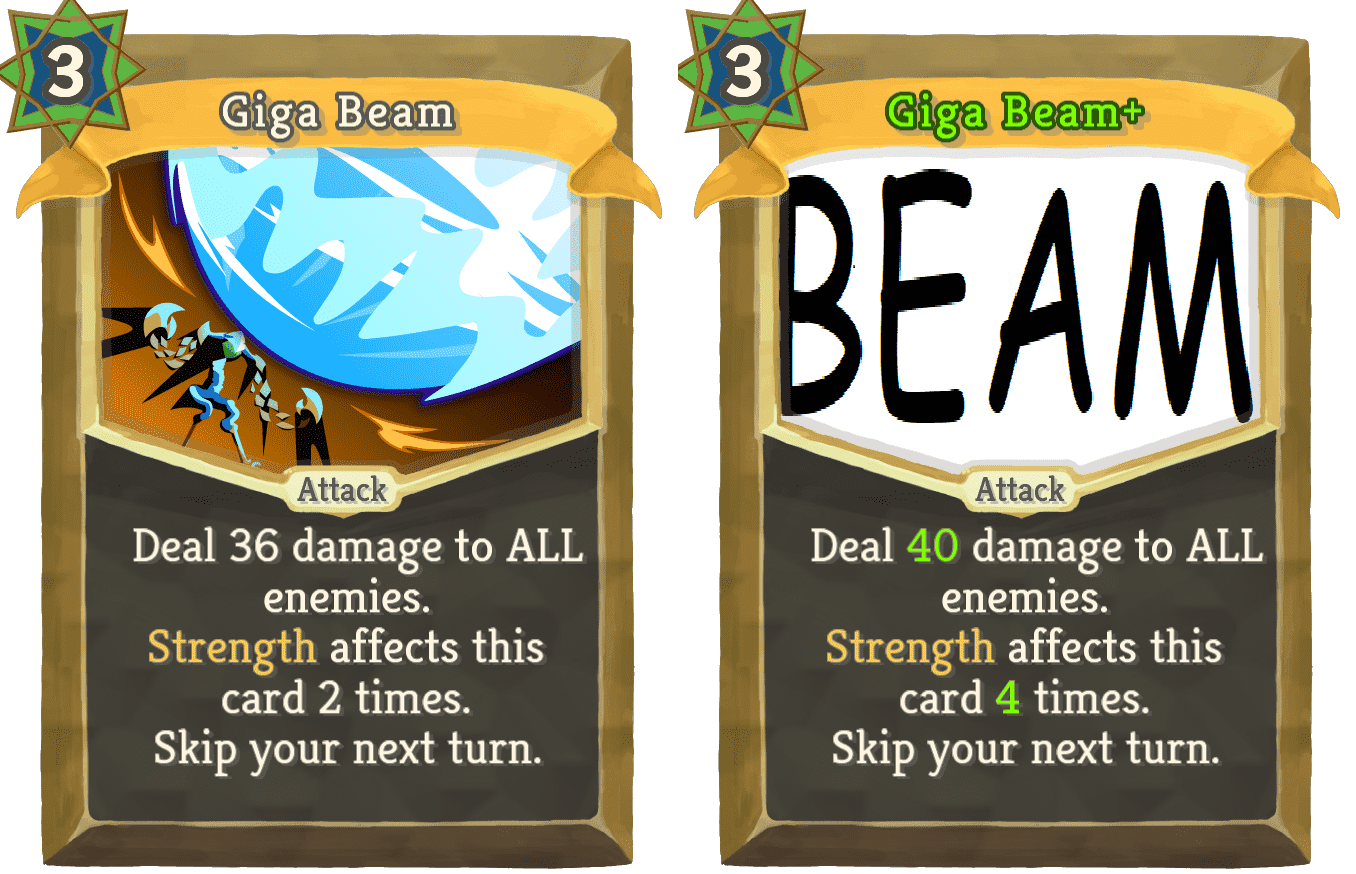 3
Giga Beam
Attack
Deal 36 damage to ALL
enemies.
Strength affects this
card 2 times.
Skip your next turn.
3
Giga Beam+
BEAM
Attack
Deal 40 damage to ALL
enemies.
Strength affects this
card 4 times.
Skip your next turn.